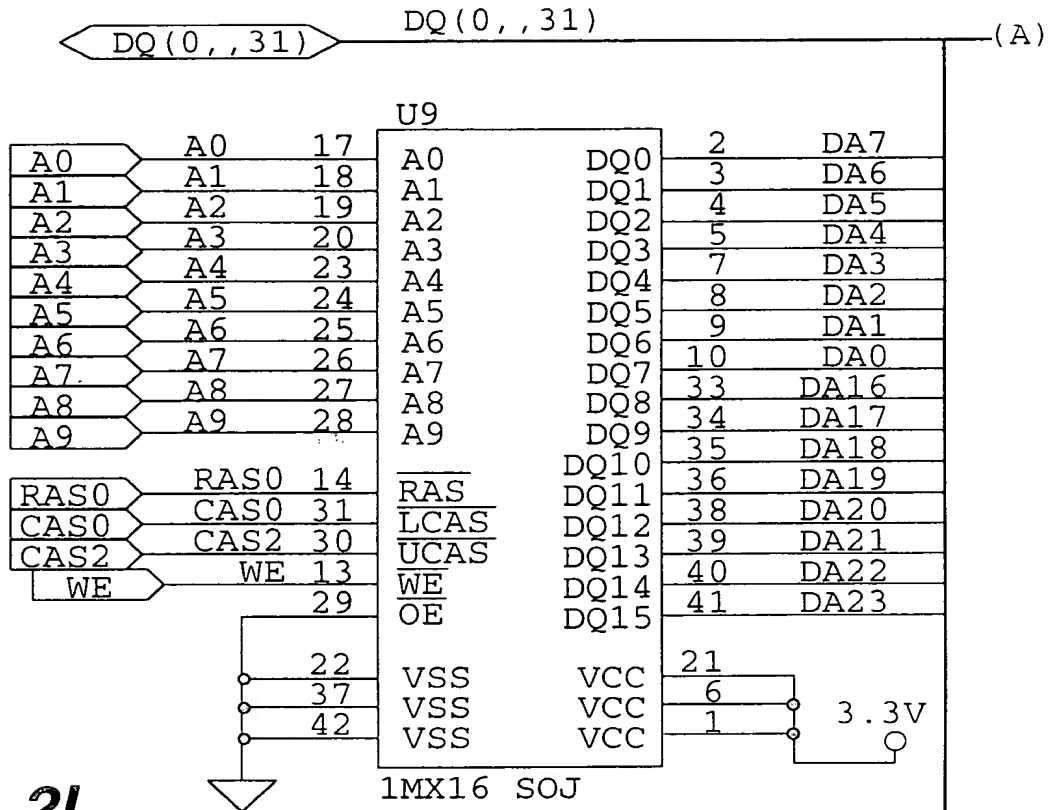 DQ(0,,31) DQ(0,,31) (A)
U9
A0 A0 17 A0 DQ0 2 DA7
A1 A1 18 A1 DQ1 3 DA6
A2 A2 19 A2 DQ2 4 DA5
A3 A3 20 A3 DQ3 5 DA4
A4 A4 23 A4 DQ4 7 DA3
A5 A5 24 A5 DQ5 8 DA2
A6 A6 25 A6 DQ6 9 DA1
A7 A7 26 A7 DQ7 10 DA0
A8 A8 27 A8 DQ8 33 DA16
A9 A9 28 A9 DQ9 34 DA17
DQ10 35 DA18
RAS0 RAS0 14 RAS DQ11 36 DA19
CAS0 CAS0 31 LCAS DQ12 38 DA20
CAS2 CAS2 30 UCAS DQ13 39 DA21
WE WE 13 WE DQ14 40 DA22
29 OE DQ15 41 DA23
22 VSS VCC 21
37 VSS VCC 6
42 VSS VCC 1
3.3V
1MX16 SOJ